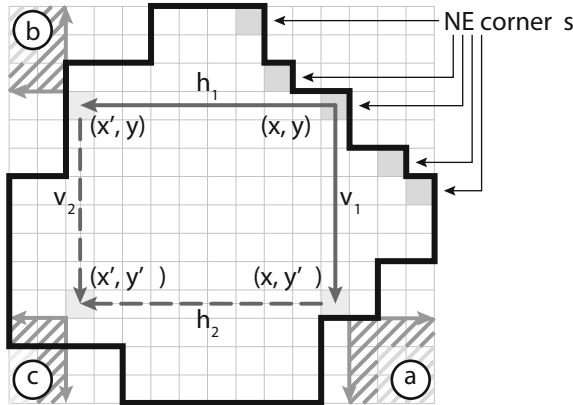 b
NE corner s
h1
(x', y) (x, y)
v2 v1
(x', y' ) (x, y' )
h2
c a